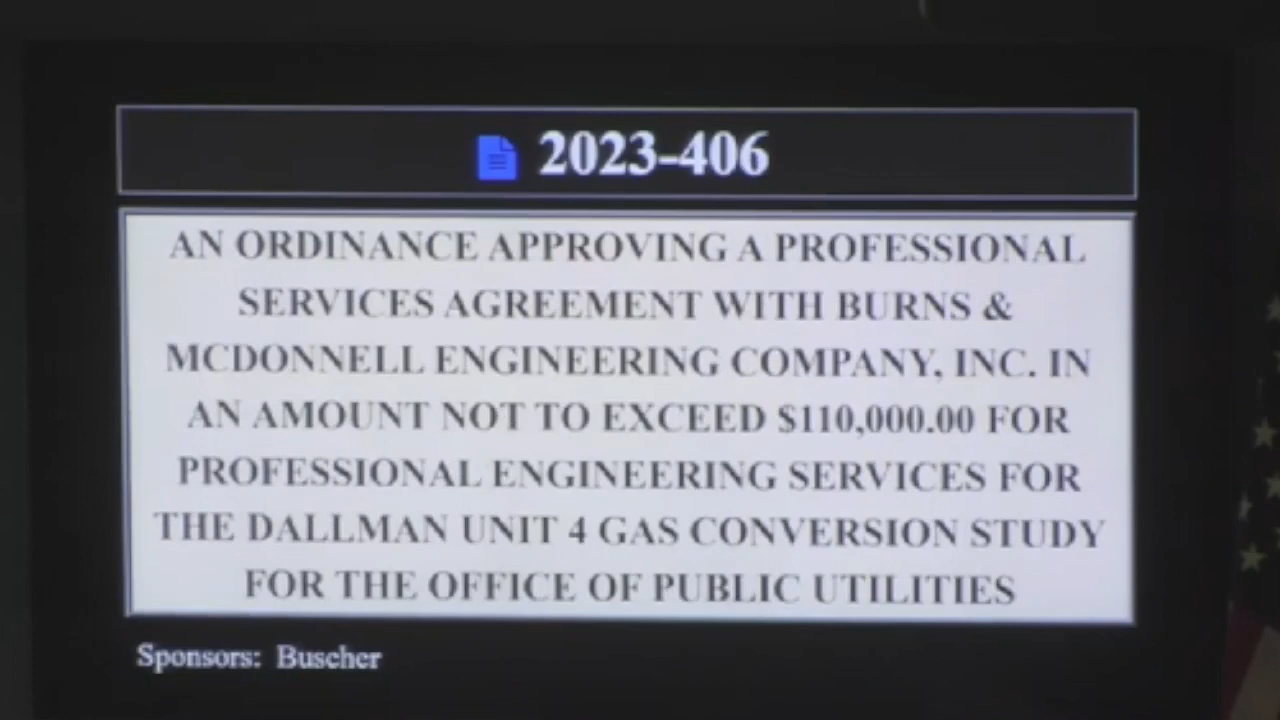 2023-406
AN ORDINANCE APPROVING A PROFESSIONAL
SERVICES AGREEMENT WITH BURNS &
MCDONNELL ENGINEERING COMPANY, INC. IN
AN AMOUNT NOT TO EXCEED $110,000.00 FOR
PROFESSIONAL ENGINEERING SERVICES FOR
THE DALLMAN UNIT 4 GAS CONVERSION STUDY
FOR THE OFFICE OF PUBLIC UTILITIES
Sponsors: Buscher